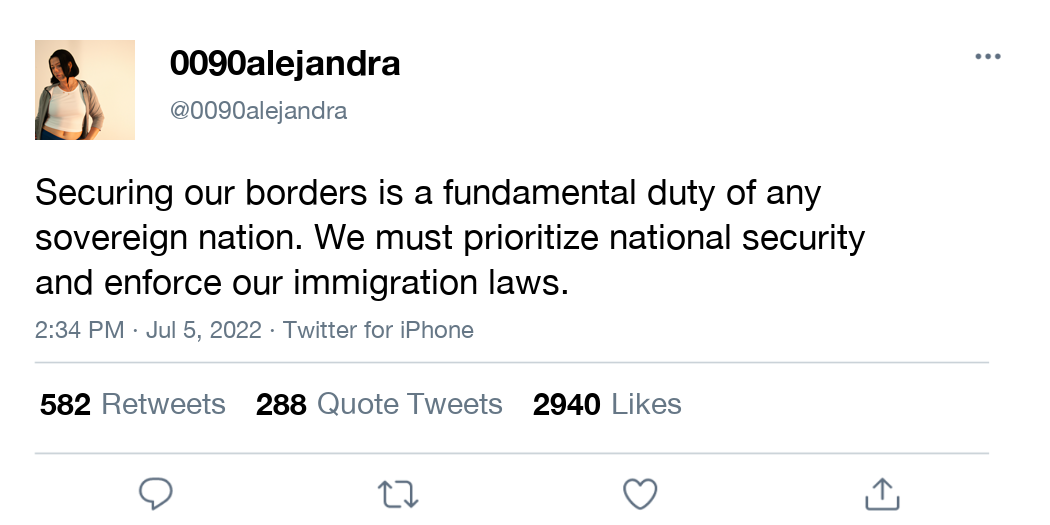 0090alejandra
@0090alejandra
Securing our borders is a fundamental duty of any
sovereign nation. We must prioritize national security
and enforce our immigration laws.
2:34 PM · Jul 5, 2022 · Twitter for iPhone
582 Retweets 288 Quote Tweets 2940 Likes